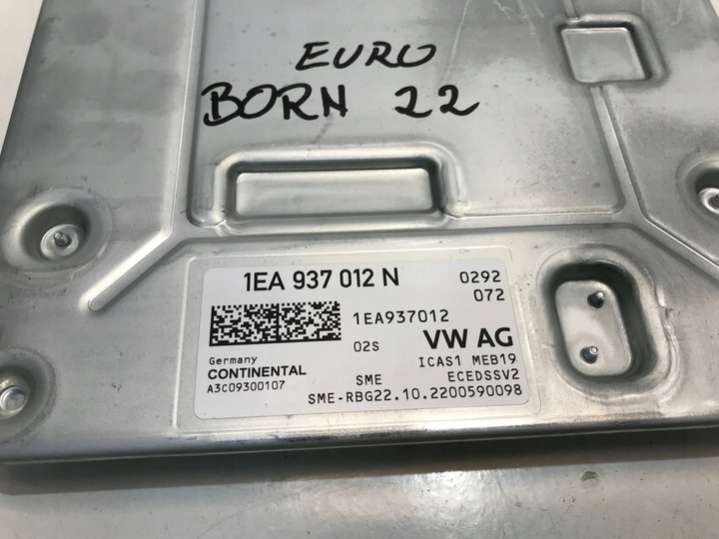 EURO
BORN 22
1EA 937 012 N
0292
072
1EA937012
02S
VW AG
Germany
CONTINENTAL
A3C09300107
ICAS1 MEB19
SME
ECEDSSV2
SME-RBG22.10.2200590098